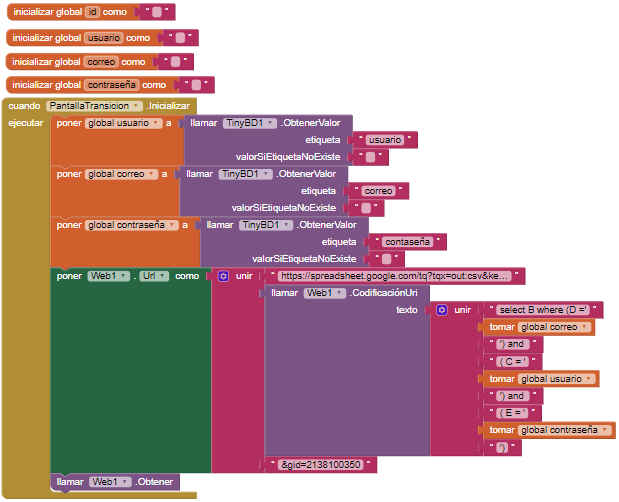 inicializar global id como " "
inicializar global usuario como " "
inicializar global correo como " "
inicializar global contraseña como " "
cuando PantallaTransicion .Inicializar
ejecutar poner global usuario a llamar TinyBD1 .ObtenerValor
etiqueta " usuario "
valorSiEtiquetaNoExiste " "
poner global correo a llamar TinyBD1 .ObtenerValor
etiqueta " correo "
valorSiEtiquetaNoExiste " "
poner global contraseña a llamar TinyBD1 .ObtenerValor
etiqueta " contaseña "
valorSiEtiquetaNoExiste " "
poner Web1 . Url como unir " https://spreadsheet.google.com/tq?tqx=out:csv&ke... "
llamar Web1 .CodificaciónUri
texto unir " select B where (D =' "
tomar global correo
" ') and "
" ( C = ' "
tomar global usuario
" ') and "
" ( E = ' "
tomar global contraseña
" ') "
" &gid=2138100350 "
llamar Web1 .Obtener